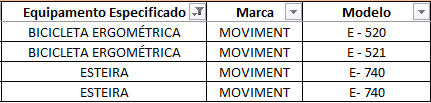 Equipamento Especificado Marca Modelo
BICICLETA ERGOMÉTRICA MOVIMENT E - 520
BICICLETA ERGOMÉTRICA MOVIMENT E - 521
ESTEIRA MOVIMENT E- 740
ESTEIRA MOVIMENT E- 740